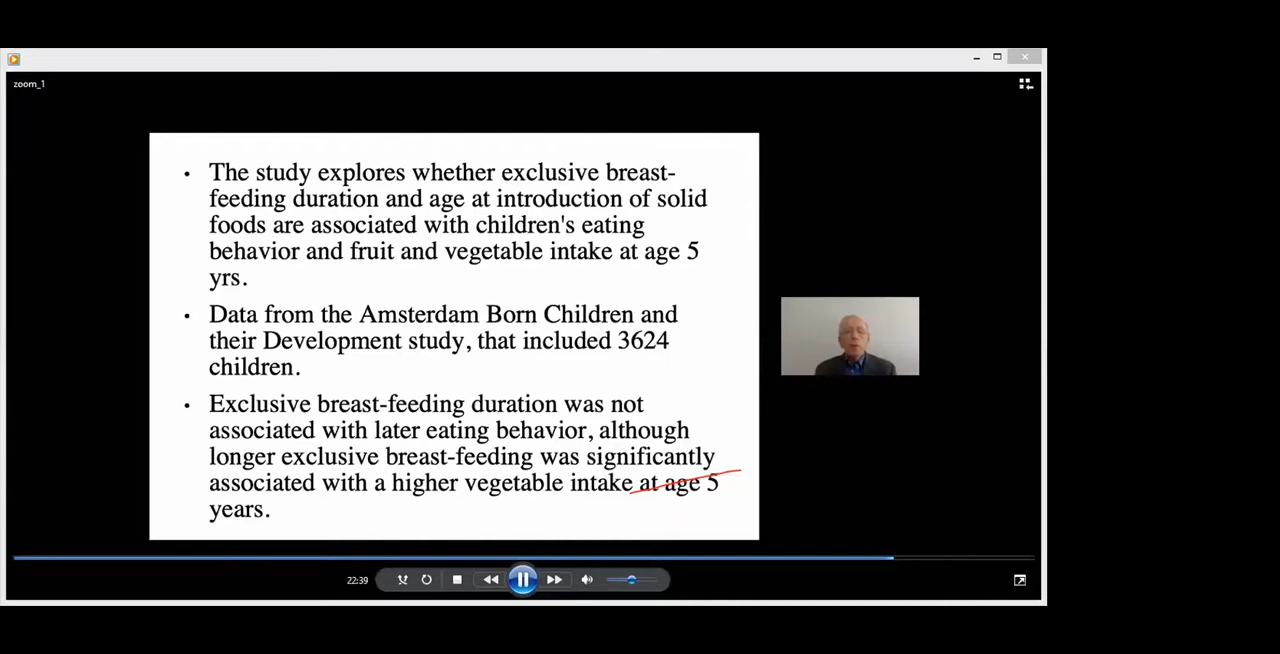 zoom_1
• The study explores whether exclusive breast-
feeding duration and age at introduction of solid
foods are associated with children's eating
behavior and fruit and vegetable intake at age 5
yrs.
• Data from the Amsterdam Born Children and
their Development study, that included 3624
children.
• Exclusive breast-feeding duration was not
associated with later eating behavior, although
longer exclusive breast-feeding was significantly
associated with a higher vegetable intake at age 5
years.
22:39